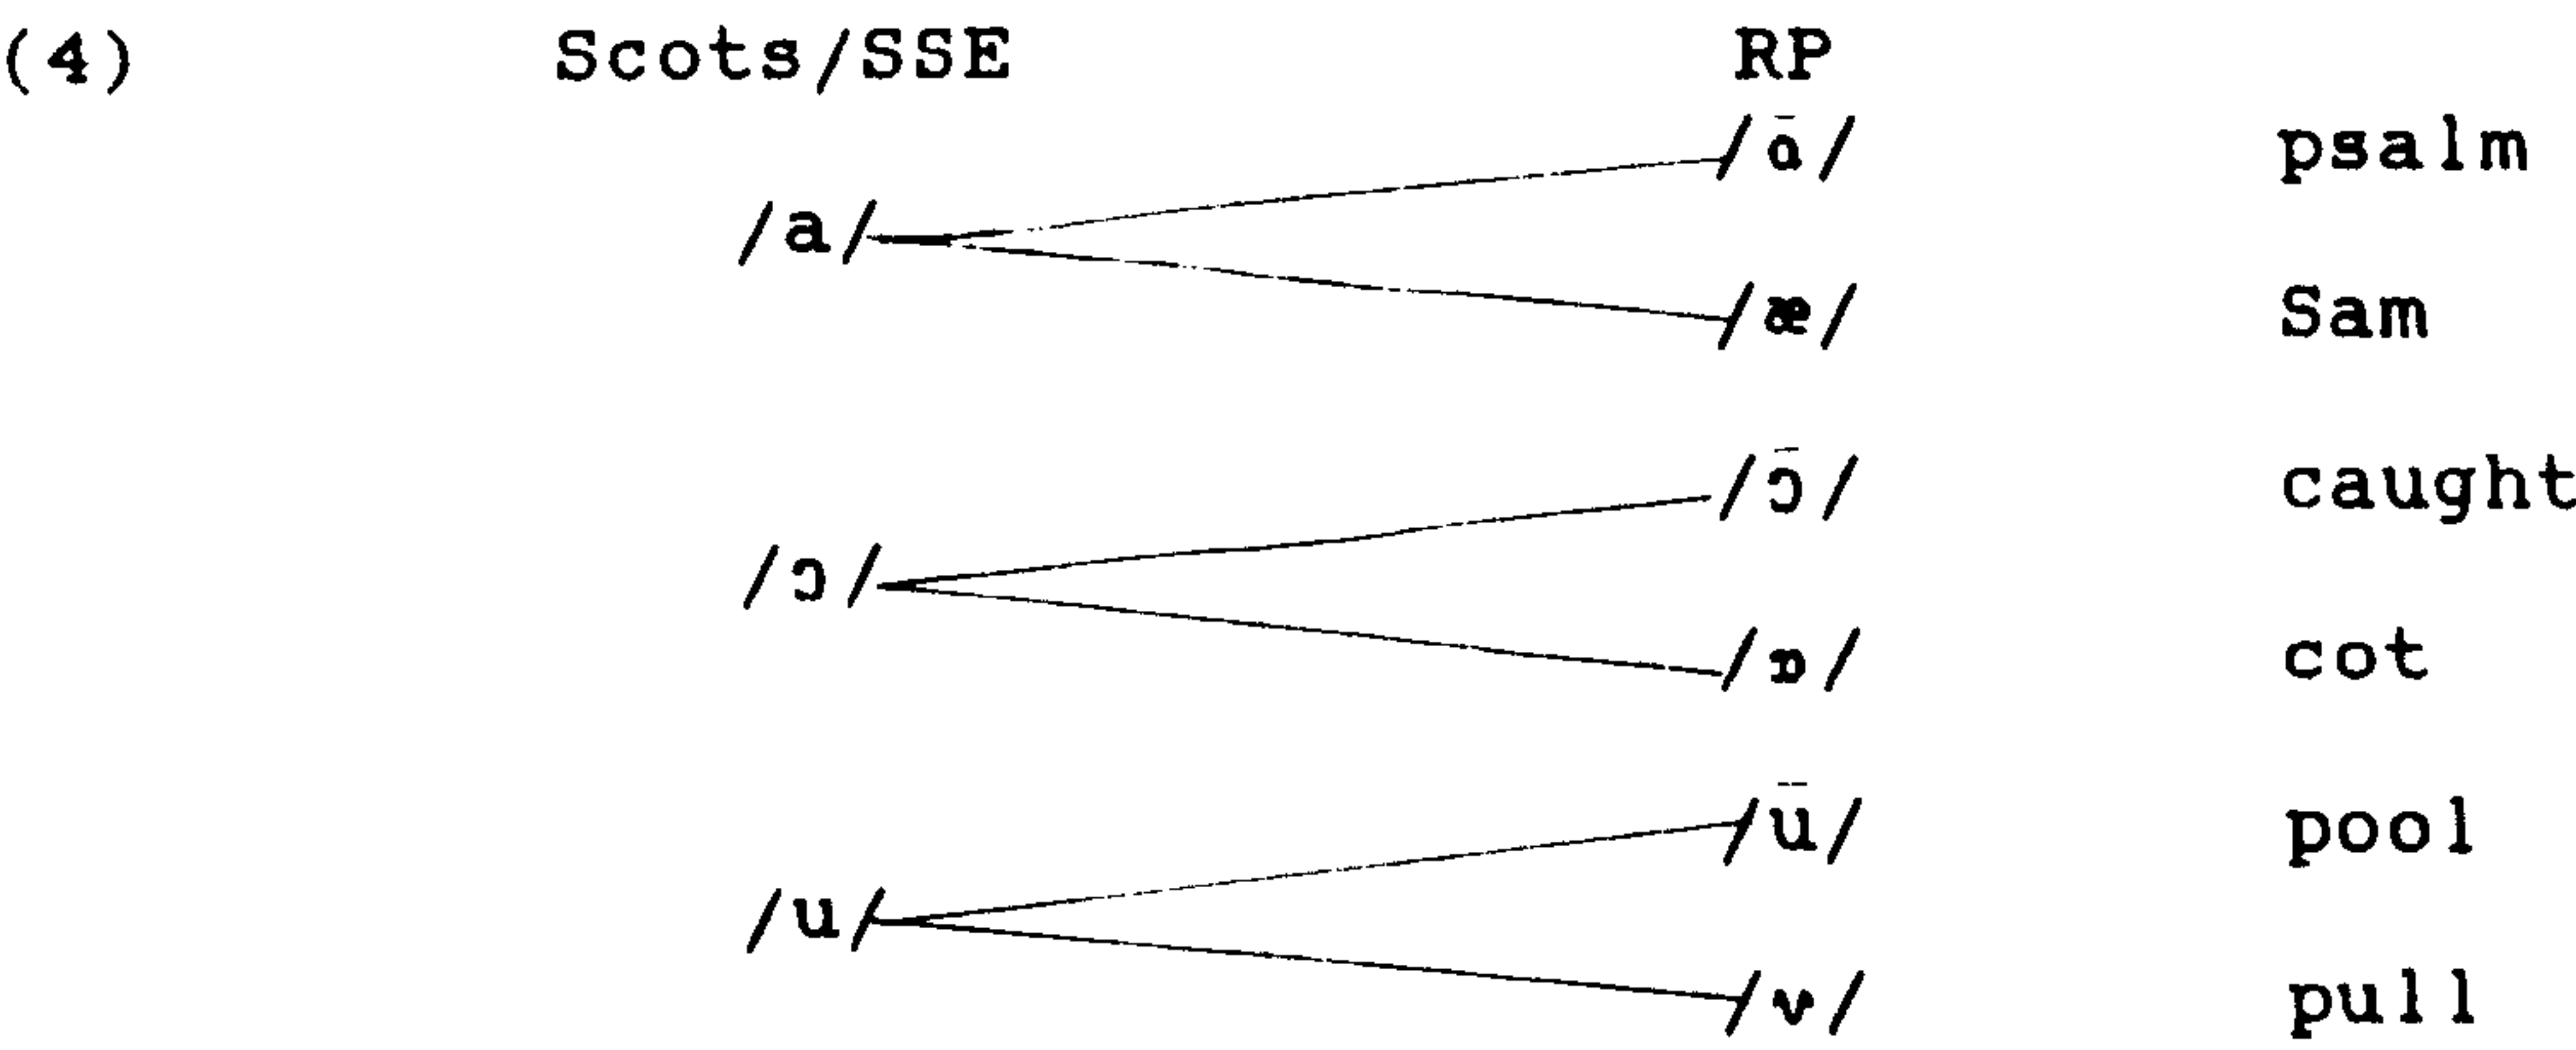 (4) Scots/SSE RP
/ɑ̄/ psalm
/a/
/æ/ Sam
/ɔ̄/ caught
/ɔ/
/ɒ/ cot
/ū/ pool
/u/
/ʊ/ pull